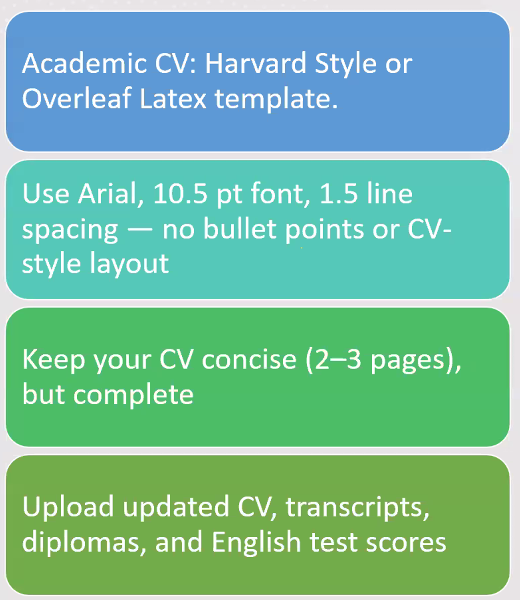 Academic CV: Harvard Style or
Overleaf Latex template.
Use Arial, 10.5 pt font, 1.5 line
spacing — no bullet points or CV-
style layout
Keep your CV concise (2–3 pages),
but complete
Upload updated CV, transcripts,
diplomas, and English test scores